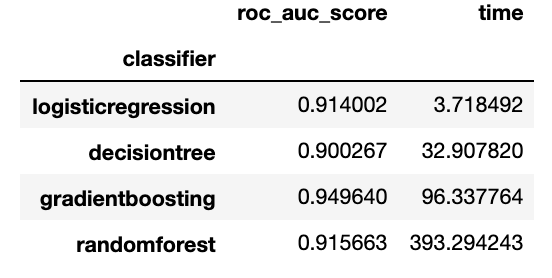 roc_auc_score time
classifier
logisticregression 0.914002 3.718492
decisiontree 0.900267 32.907820
gradientboosting 0.949640 96.337764
randomforest 0.915663 393.294243